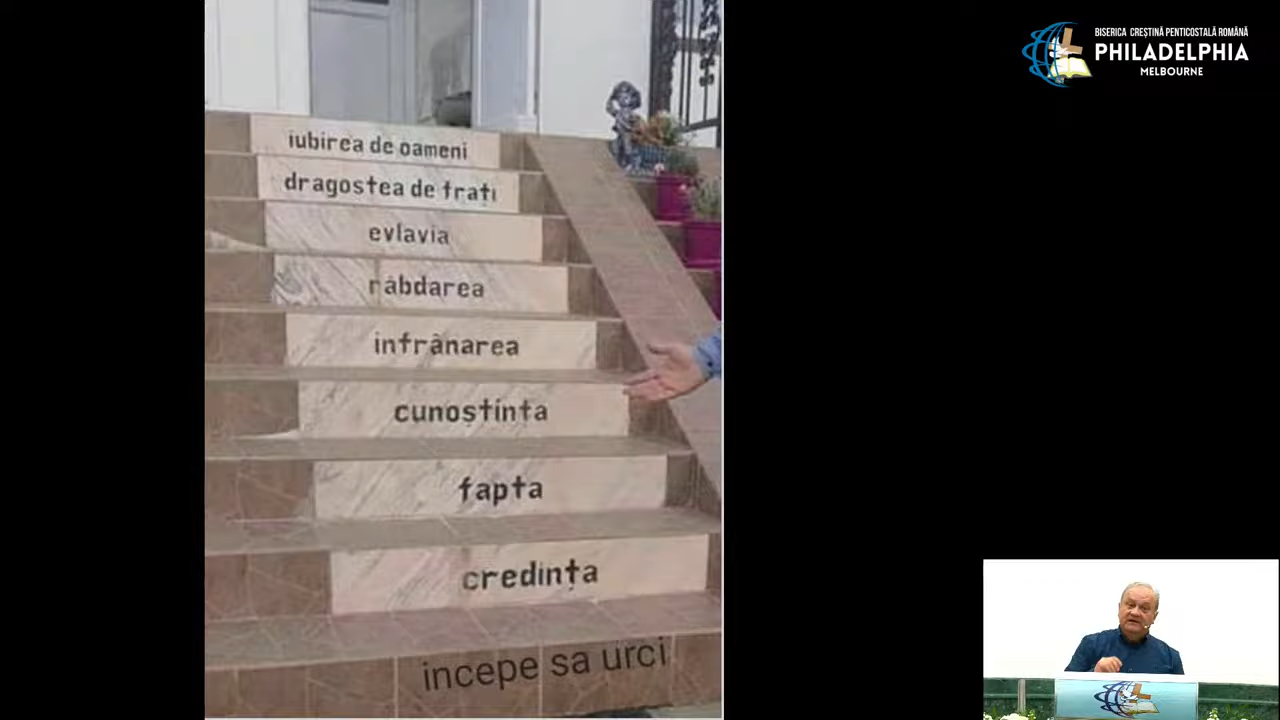 BISERICA CREȘTINĂ PENTICOSTALĂ ROMÂNĂ
PHILADELPHIA
MELBOURNE
iubirea de oameni
dragostea de frați
evlavia
răbdarea
infrânarea
cunoștința
fapta
credința
incepe sa urci